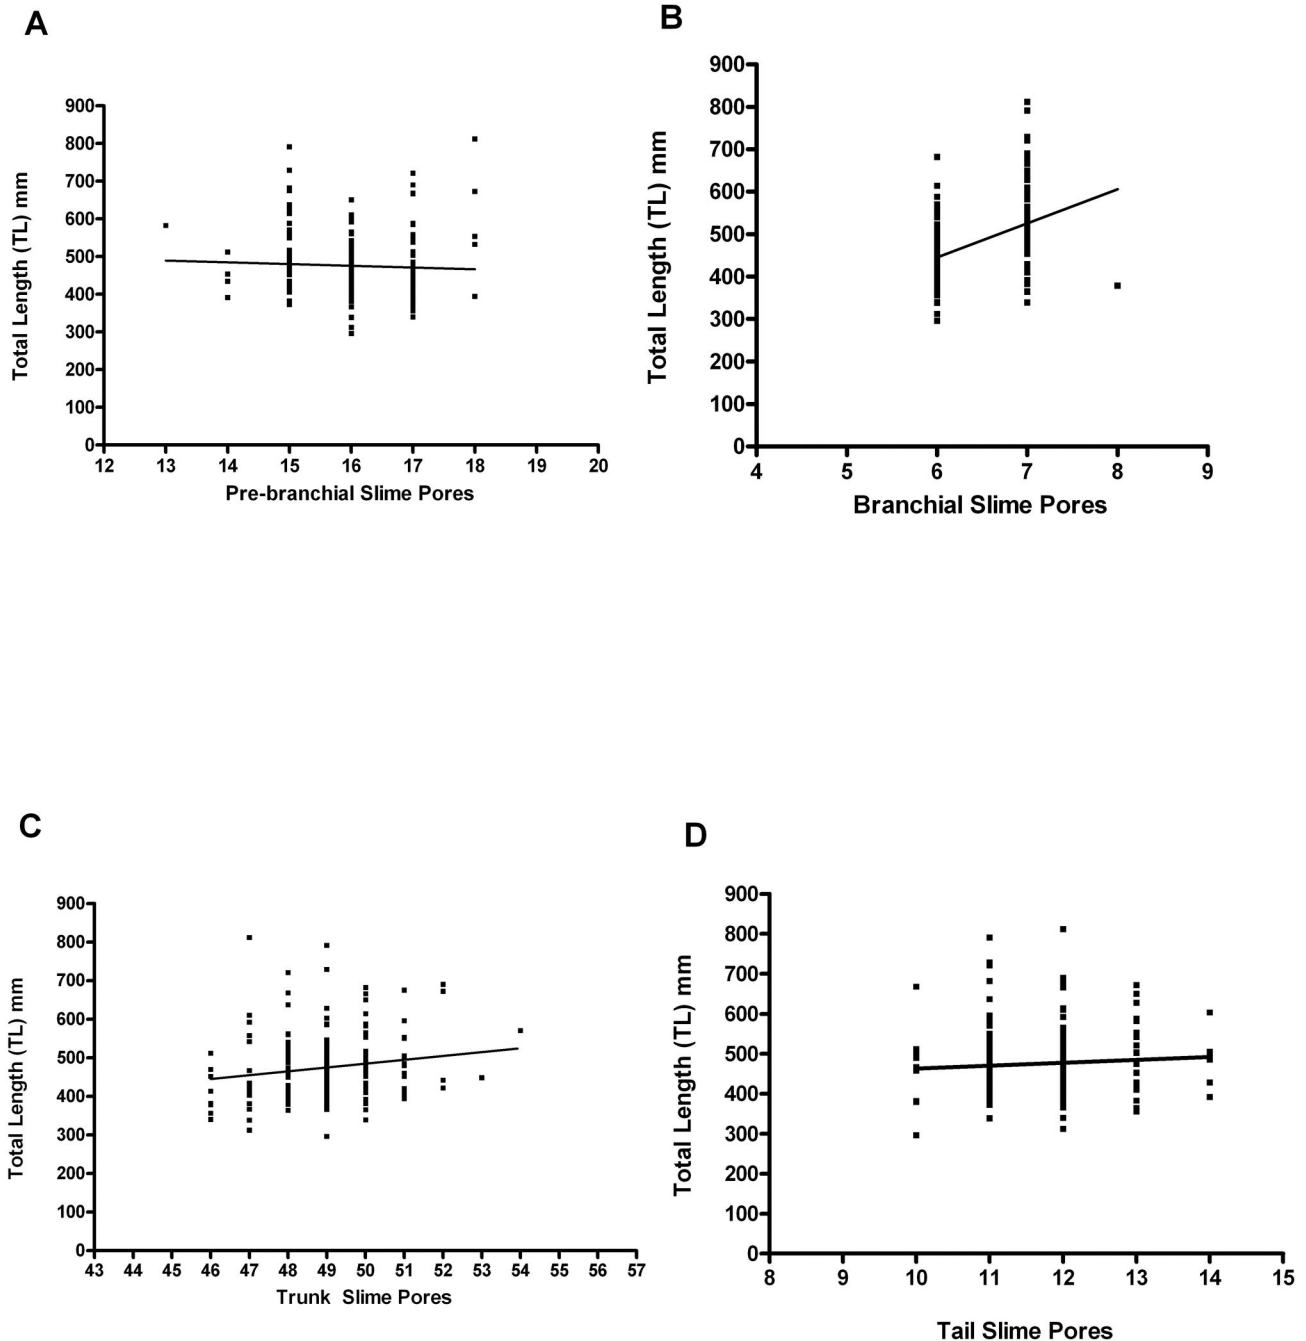 A
900
800
700
600
500
400
300
200
100
0
12 13 14 15 16 17 18 19 20
Total Length (TL) mm
Pre-branchial Slime Pores
B
900
800
700
600
500
400
300
200
100
0
4 5 6 7 8 9
Total Length (TL) mm
Branchial Slime Pores
C
900
800
700
600
500
400
300
200
100
0
43 44 45 46 47 48 49 50 51 52 53 54 55 56 57
Total Length (TL) mm
Trunk Slime Pores
D
900
800
700
600
500
400
300
200
100
0
8 9 10 11 12 13 14 15
Total Length (TL) mm
Tail Slime Pores